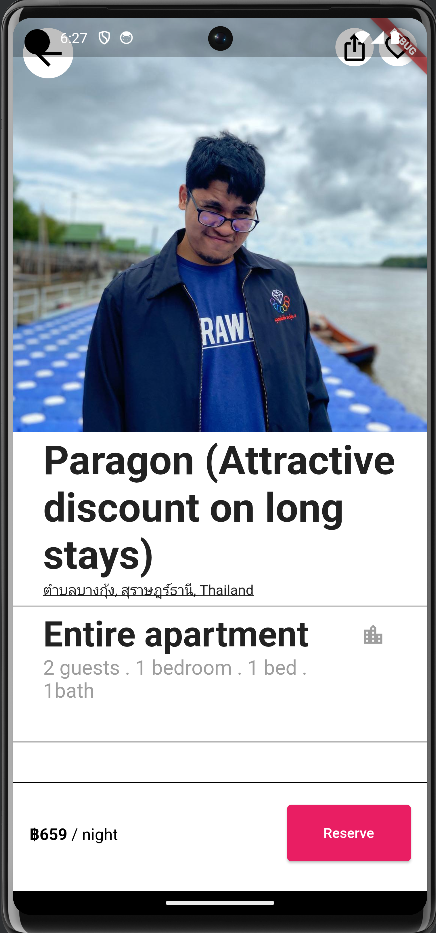 6:27
BUG
RAWI
Paragon (Attractive
discount on long
stays)
ตำบลบางกุ้ง, สุราษฎร์ธานี, Thailand
Entire apartment
2 guests . 1 bedroom . 1 bed .
1bath
฿659 / night
Reserve